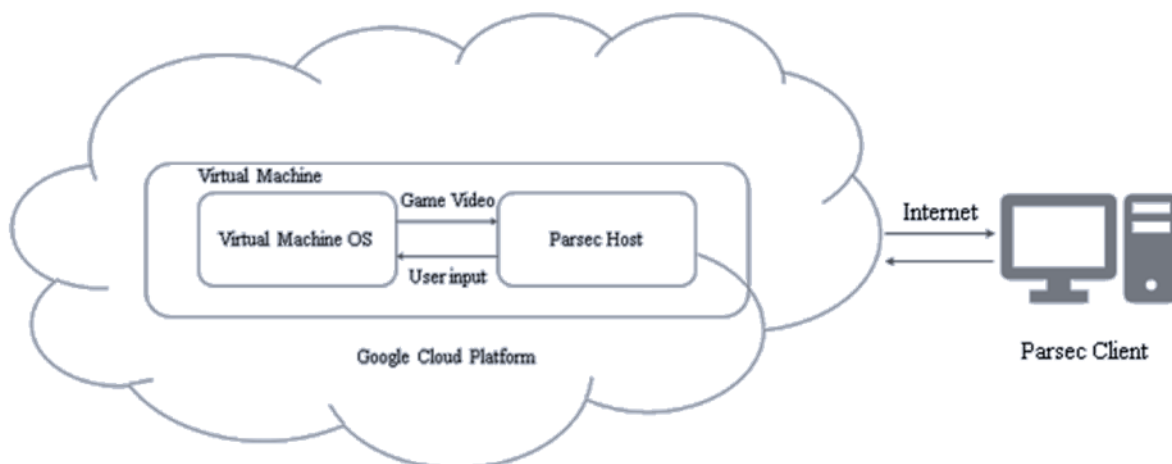 Virtual Machine
Game Video
Virtual Machine OS
Parsec Host
User input
Google Cloud Platform
Internet
Parsec Client